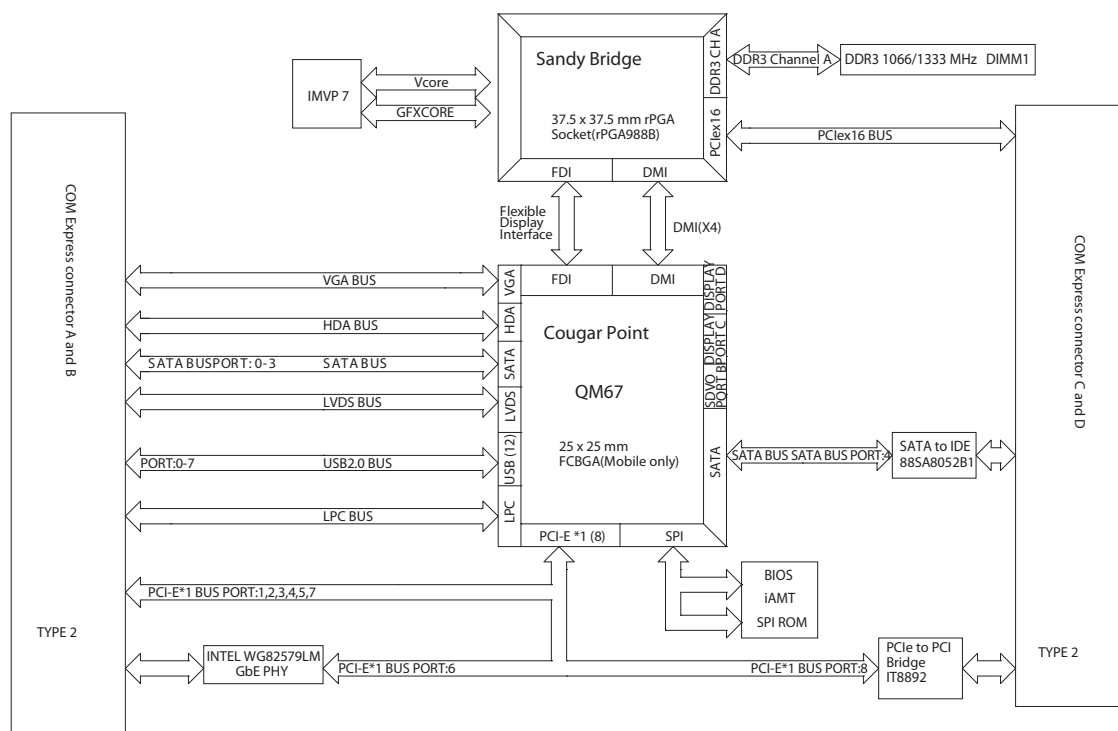 Sandy Bridge
DDR3 CH A
DDR3 Channel A
DDR3 1066/1333 MHz DIMM1
IMVP 7
Vcore
GFXCORE
37.5 x 37.5 mm rPGA
Socket(rPGA988B)
PCIex16
PCIex16 BUS
FDI
DMI
Flexible
Display
Interface
DMI(X4)
COM Express connector A and B
COM Express connector C and D
VGA BUS
VGA
FDI
DMI
DISPLAY
PORT D
HDA BUS
HDA
Cougar Point
DISPLAY
PORT C
SATA BUSPORT: 0-3
SATA BUS
SATA
SDVO
PORT B
LVDS BUS
LVDS
QM67
PORT:0-7
USB2.0 BUS
USB (12)
25 x 25 mm
FCBGA(Mobile only)
SATA
SATA BUS SATA BUS PORT:4
SATA to IDE
88SA8052B1
LPC BUS
LPC
PCI-E *1 (8)
SPI
PCI-E*1 BUS PORT:1,2,3,4,5,7
BIOS
iAMT
SPI ROM
TYPE 2
INTEL WG82579LM
GbE PHY
PCI-E*1 BUS PORT:6
PCI-E*1 BUS PORT:8
PCIe to PCI
Bridge
IT8892
TYPE 2